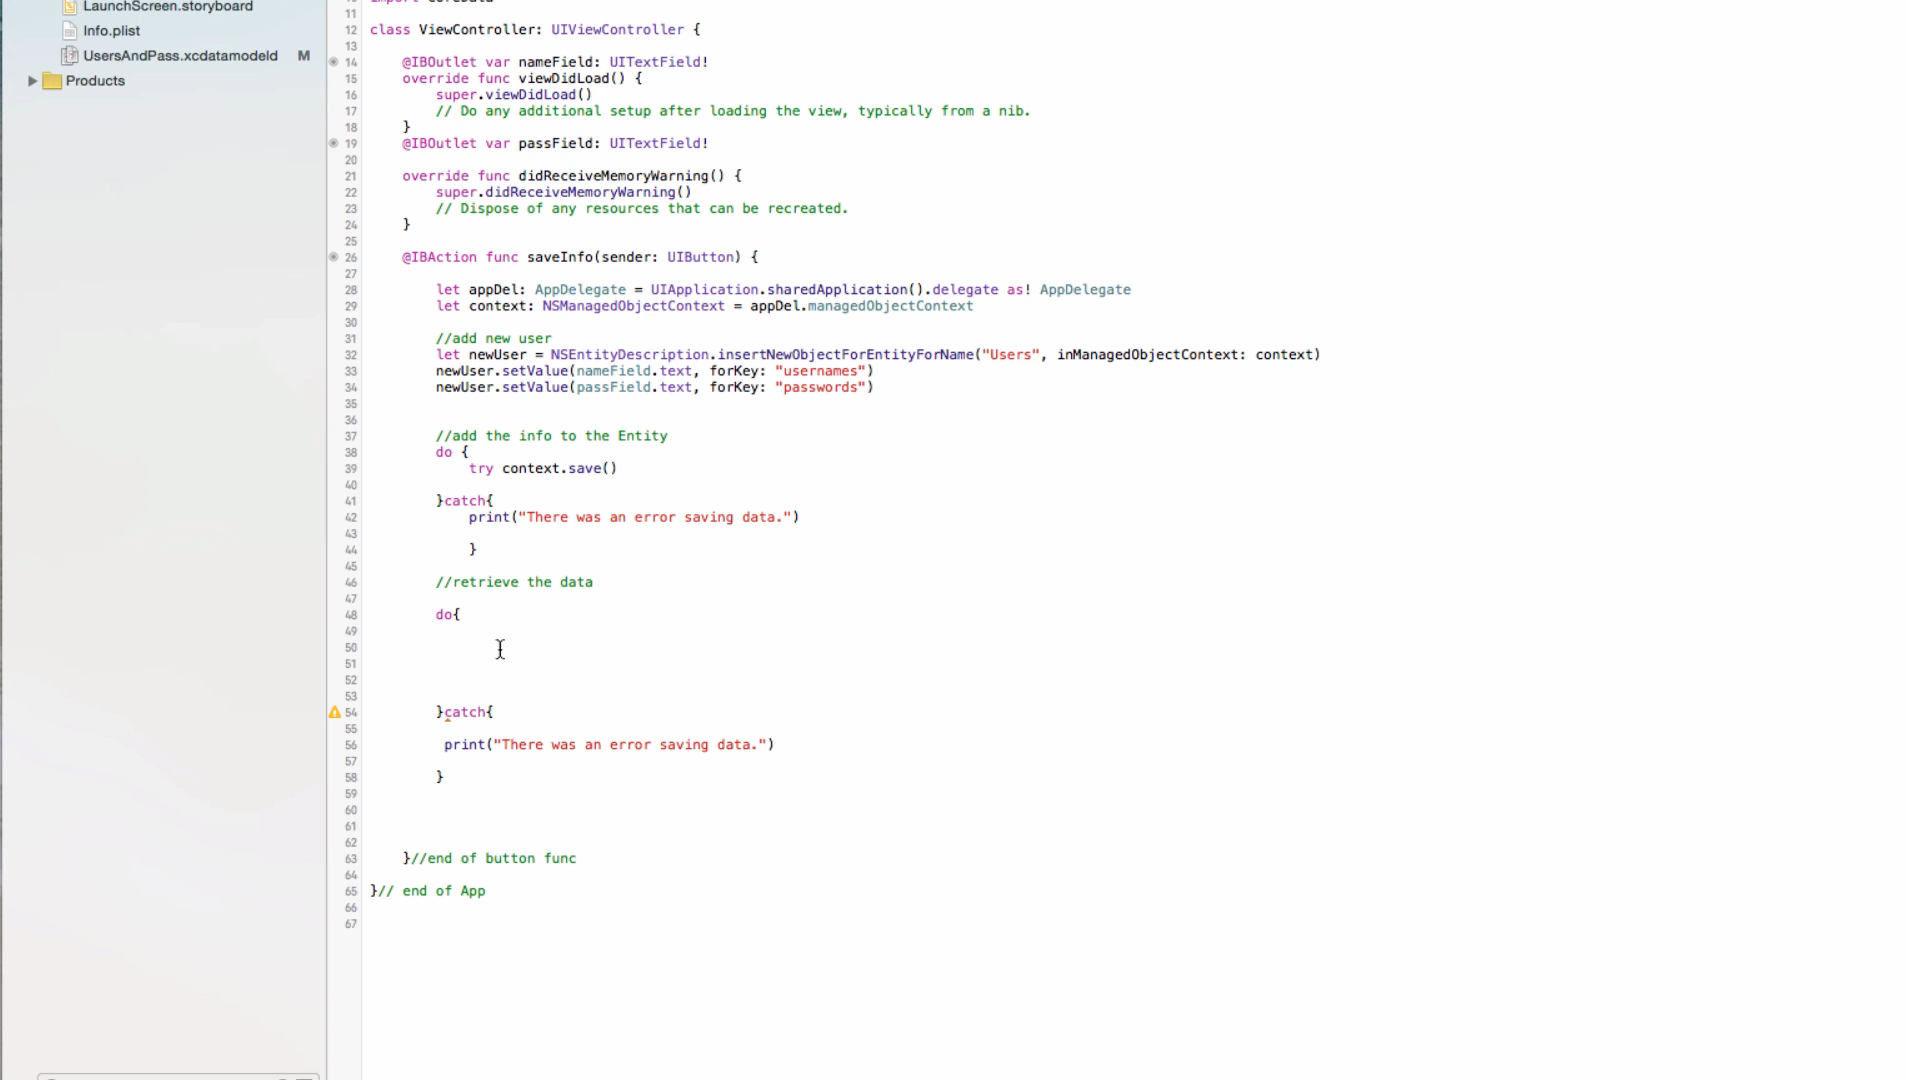 LaunchScreen.storyboard
Info.plist
UsersAndPass.xcdatamodeld M
Products
11
12 class ViewController: UIViewController {
13
14 @IBOutlet var nameField: UITextField!
15 override func viewDidLoad() {
16 super.viewDidLoad()
17 // Do any additional setup after loading the view, typically from a nib.
18 }
19 @IBOutlet var passField: UITextField!
20
21 override func didReceiveMemoryWarning() {
22 super.didReceiveMemoryWarning()
23 // Dispose of any resources that can be recreated.
24 }
25
26 @IBAction func saveInfo(sender: UIButton) {
27
28 let appDel: AppDelegate = UIApplication.sharedApplication().delegate as! AppDelegate
29 let context: NSManagedObjectContext = appDel.managedObjectContext
30
31 //add new user
32 let newUser = NSEntityDescription.insertNewObjectForEntityForName("Users", inManagedObjectContext: context)
33 newUser.setValue(nameField.text, forKey: "usernames")
34 newUser.setValue(passField.text, forKey: "passwords")
35
36
37 //add the info to the Entity
38 do {
39 try context.save()
40
41 }catch{
42 print("There was an error saving data.")
43
44 }
45
46 //retrieve the data
47
48 do{
49
50
51
52
53
54 }catch{
55
56 print("There was an error saving data.")
57
58 }
59
60
61
62
63 }//end of button func
64
65 }// end of App
66
67